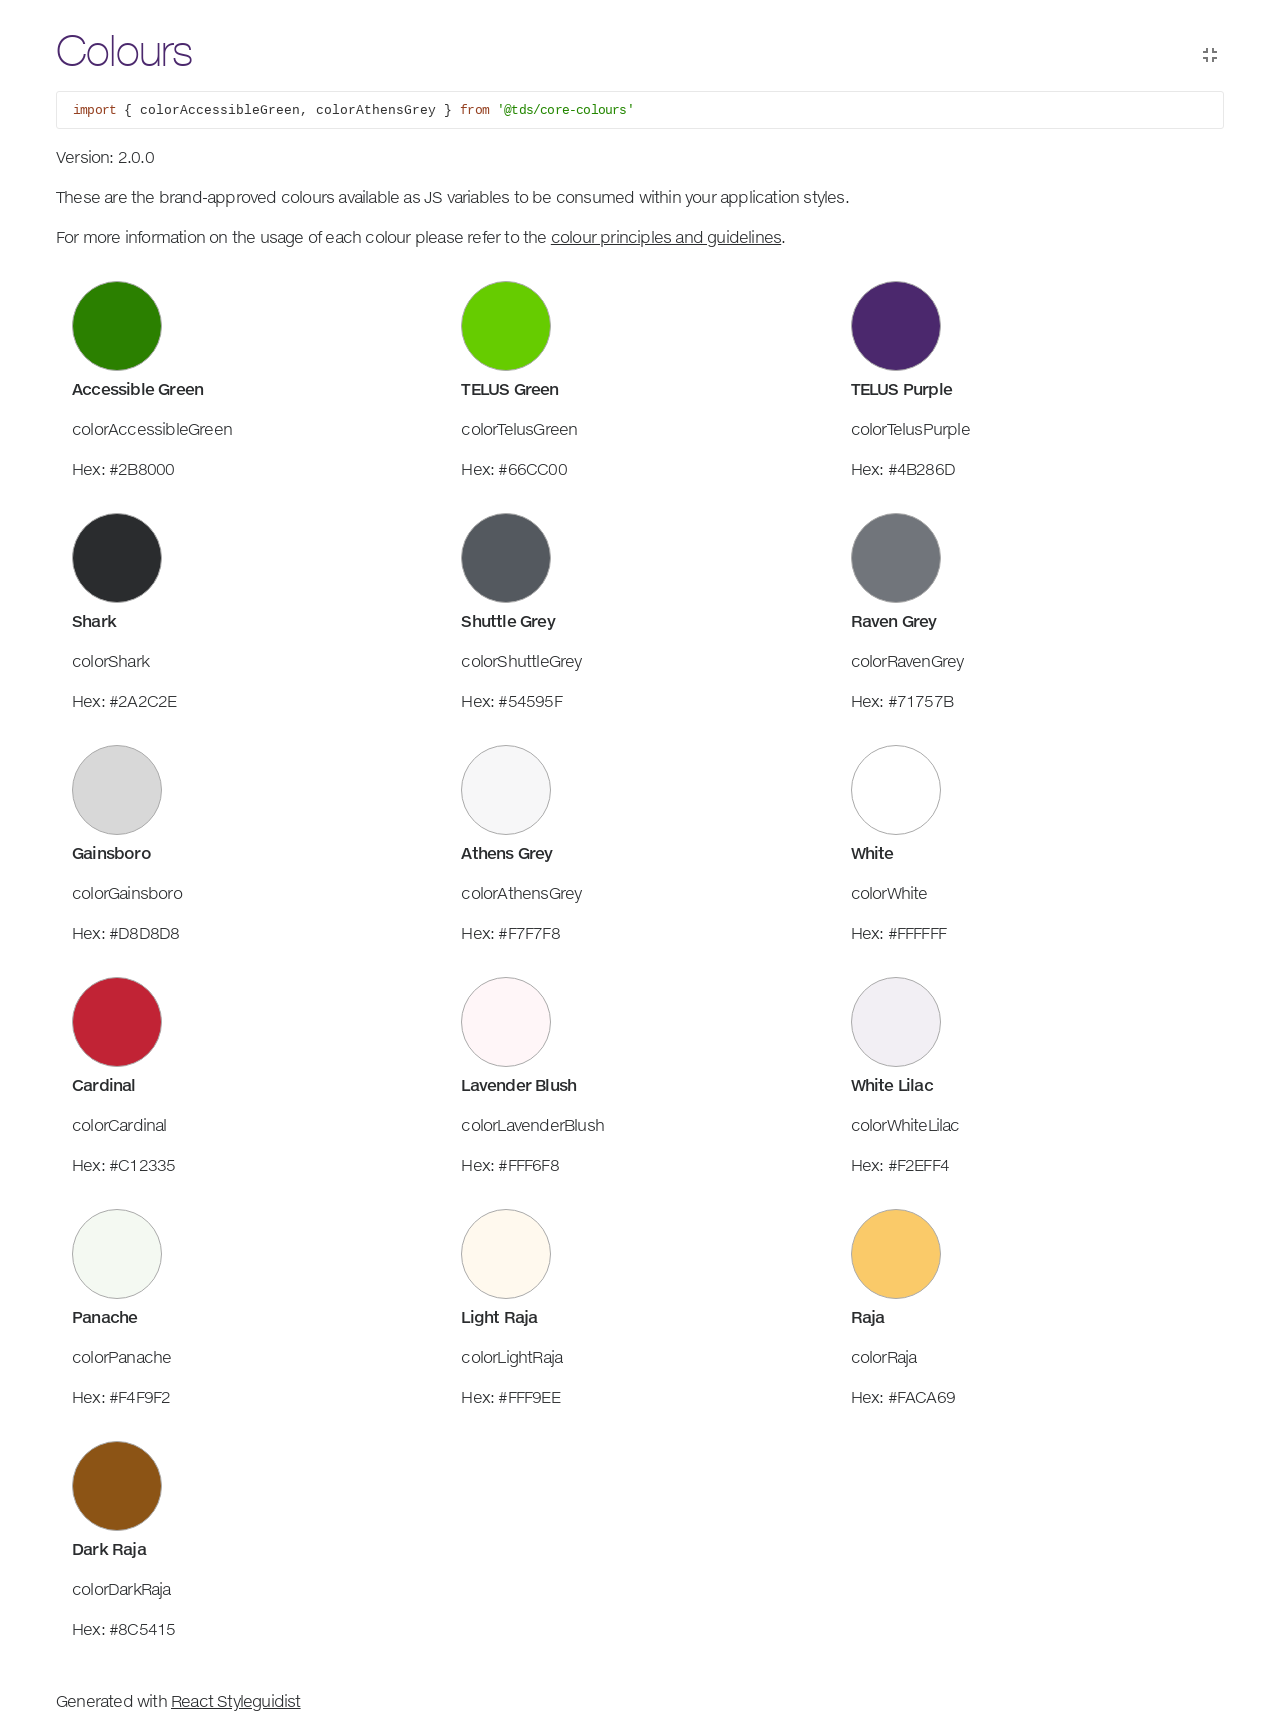 Colours
import { colorAccessibleGreen, colorAthensGrey } from '@tds/core-colours'
Version: 2.0.0
These are the brand-approved colours available as JS variables to be consumed within your application styles.
For more information on the usage of each colour please refer to the colour principles and guidelines.
Accessible Green
colorAccessibleGreen
Hex: #2B8000
TELUS Green
colorTelusGreen
Hex: #66CC00
TELUS Purple
colorTelusPurple
Hex: #4B286D
Shark
colorShark
Hex: #2A2C2E
Shuttle Grey
colorShuttleGrey
Hex: #54595F
Raven Grey
colorRavenGrey
Hex: #71757B
Gainsboro
colorGainsboro
Hex: #D8D8D8
Athens Grey
colorAthensGrey
Hex: #F7F7F8
White
colorWhite
Hex: #FFFFFF
Cardinal
colorCardinal
Hex: #C12335
Lavender Blush
colorLavenderBlush
Hex: #FFF6F8
White Lilac
colorWhiteLilac
Hex: #F2EFF4
Panache
colorPanache
Hex: #F4F9F2
Light Raja
colorLightRaja
Hex: #FFF9EE
Raja
colorRaja
Hex: #FACA69
Dark Raja
colorDarkRaja
Hex: #8C5415
Generated with React Styleguidist